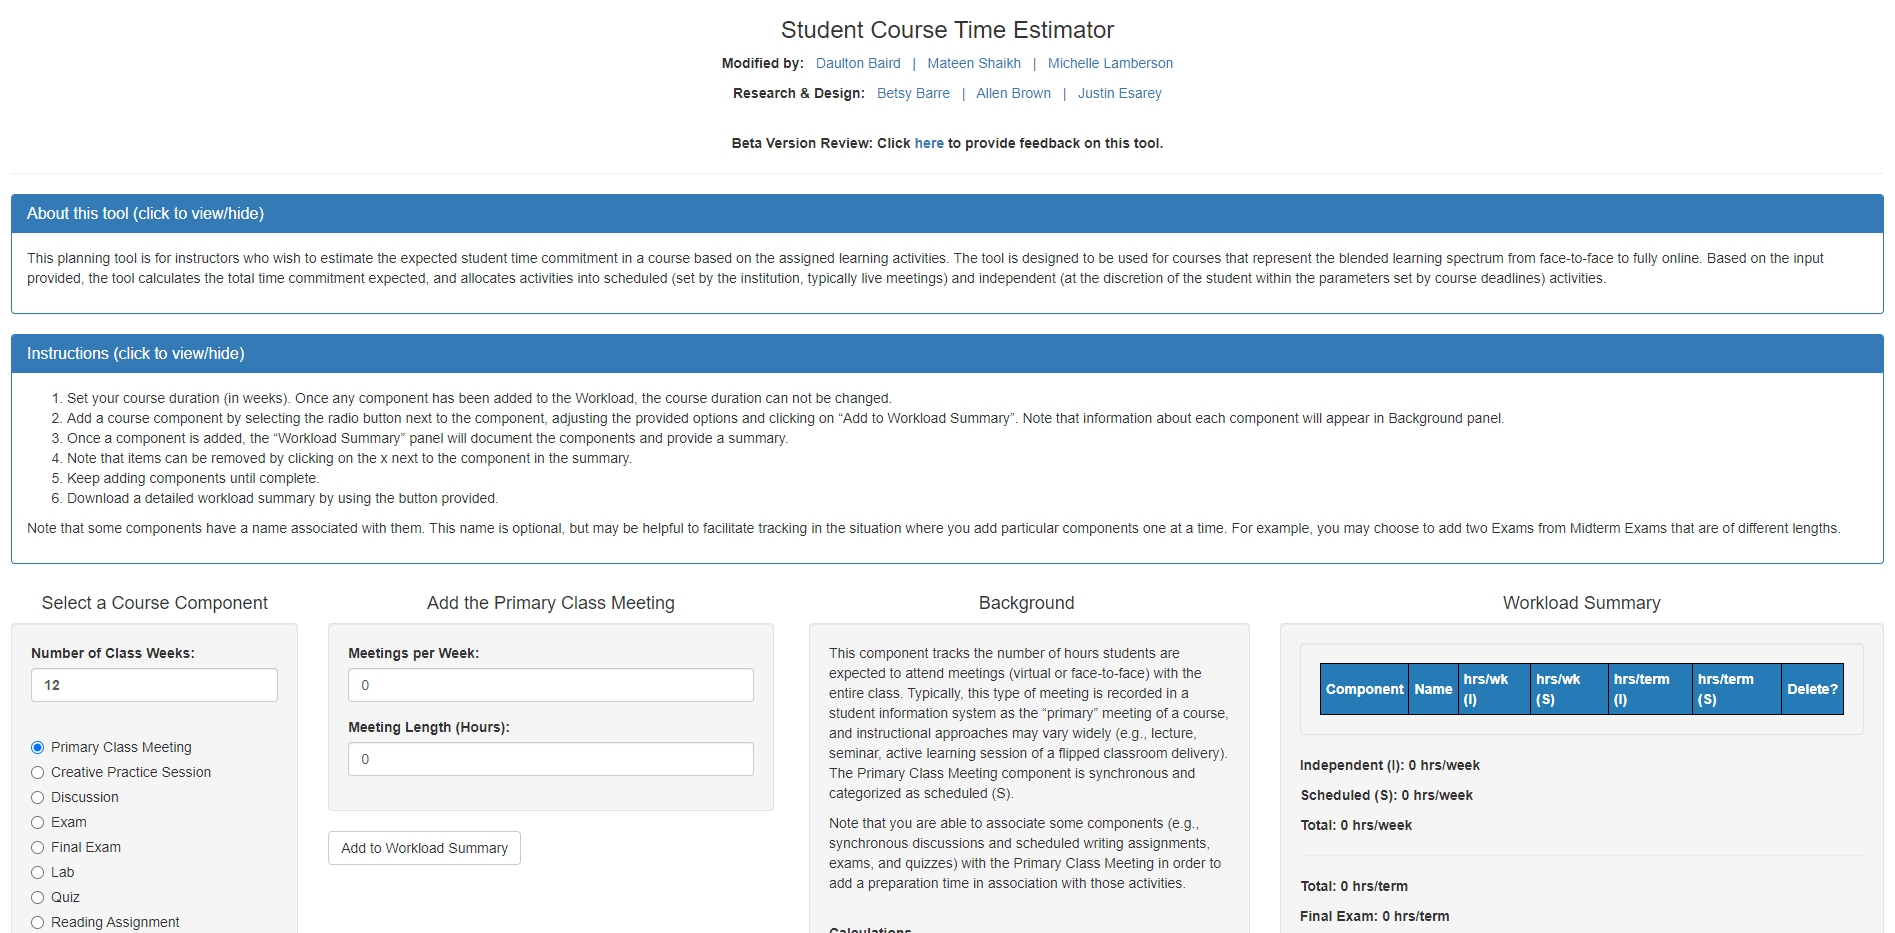 Student Course Time Estimator
Modified by: Daulton Baird | Mateen Shaikh | Michelle Lamberson
Research & Design: Betsy Barre | Allen Brown | Justin Esarey
Beta Version Review: Click here to provide feedback on this tool.
About this tool (click to view/hide)
This planning tool is for instructors who wish to estimate the expected student time commitment in a course based on the assigned learning activities. The tool is designed to be used for courses that represent the blended learning spectrum from face-to-face to fully online. Based on the input
provided, the tool calculates the total time commitment expected, and allocates activities into scheduled (set by the institution, typically live meetings) and independent (at the discretion of the student within the parameters set by course deadlines) activities.
Instructions (click to view/hide)
1. Set your course duration (in weeks). Once any component has been added to the Workload, the course duration can not be changed.
2. Add a course component by selecting the radio button next to the component, adjusting the provided options and clicking on “Add to Workload Summary”. Note that information about each component will appear in Background panel.
3. Once a component is added, the “Workload Summary” panel will document the components and provide a summary.
4. Note that items can be removed by clicking on the x next to the component in the summary.
5. Keep adding components until complete.
6. Download a detailed workload summary by using the button provided.
Note that some components have a name associated with them. This name is optional, but may be helpful to facilitate tracking in the situation where you add particular components one at a time. For example, you may choose to add two Exams from Midterm Exams that are of different lengths.
Select a Course Component
Number of Class Weeks:
12
Primary Class Meeting
Creative Practice Session
Discussion
Exam
Final Exam
Lab
Quiz
Reading Assignment
Add the Primary Class Meeting
Meetings per Week:
0
Meeting Length (Hours):
0
Add to Workload Summary
Background
This component tracks the number of hours students are
expected to attend meetings (virtual or face-to-face) with the
entire class. Typically, this type of meeting is recorded in a
student information system as the “primary” meeting of a course,
and instructional approaches may vary widely (e.g., lecture,
seminar, active learning session of a flipped classroom delivery).
The Primary Class Meeting component is synchronous and
categorized as scheduled (S).
Note that you are able to associate some components (e.g.,
synchronous discussions and scheduled writing assignments,
exams, and quizzes) with the Primary Class Meeting in order to
add a preparation time in association with those activities.
Calculations
Workload Summary
Component Name hrs/wk (I) hrs/wk (S) hrs/term (I) hrs/term (S) Delete?
Independent (I): 0 hrs/week
Scheduled (S): 0 hrs/week
Total: 0 hrs/week
Total: 0 hrs/term
Final Exam: 0 hrs/term